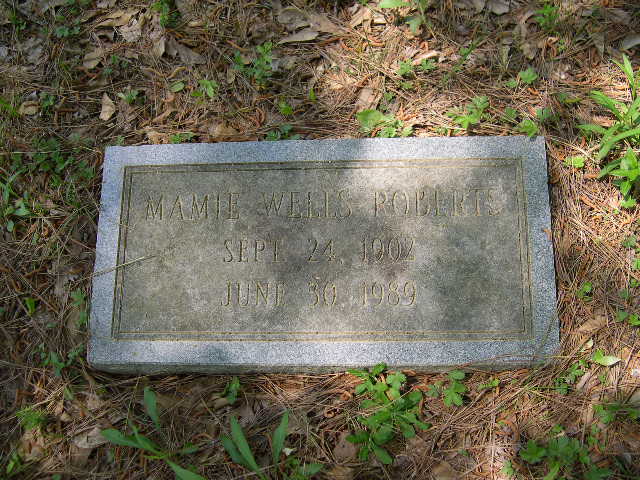 MAMIE WELLS ROBERTS
SEPT. 24, 1902
JUNE 30, 1989